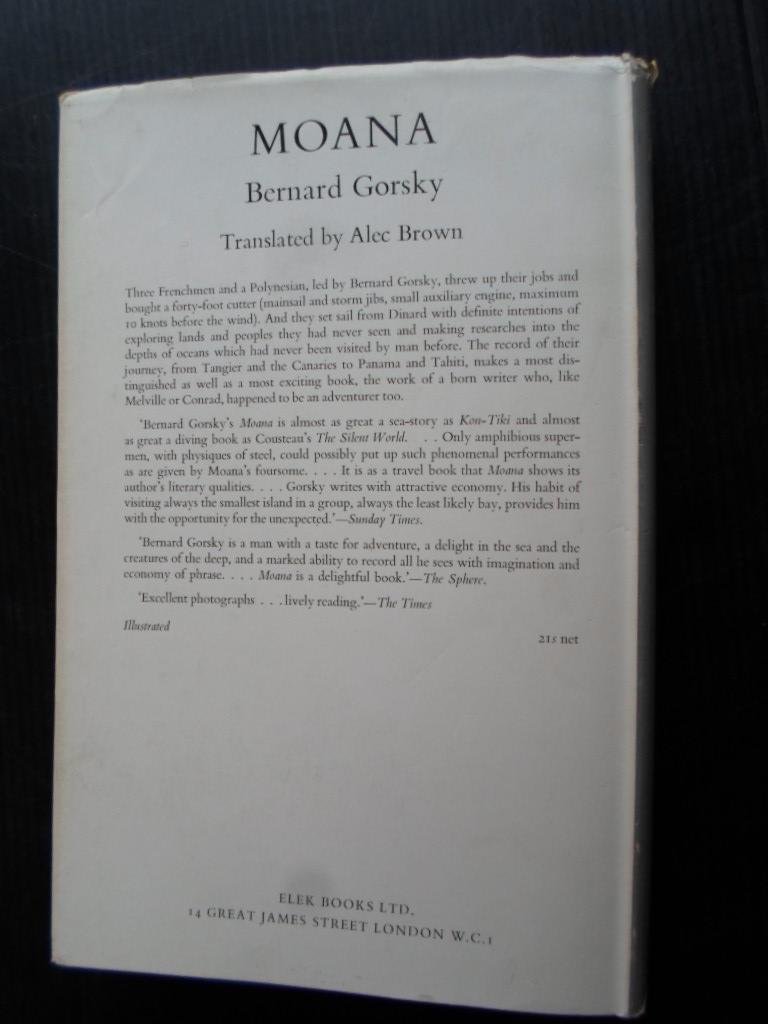 MOANA
Bernard Gorsky
Translated by Alec Brown
Three Frenchmen and a Polynesian, led by Bernard Gorsky, threw up their jobs and
bought a forty-foot cutter (mainsail and storm jibs, small auxiliary engine, maximum
10 knots before the wind). And they set sail from Dinard with definite intentions of
exploring lands and peoples they had never seen and making researches into the
depths of oceans which had never been visited by man before. The record of their
journey, from Tangier and the Canaries to Panama and Tahiti, makes a most dis-
tinguished as well as a most exciting book, the work of a born writer who, like
Melville or Conrad, happened to be an adventurer too.
'Bernard Gorsky's Moana is almost as great a sea-story as Kon-Tiki and almost
as great a diving book as Cousteau's The Silent World. . . . Only amphibious super-
men, with physiques of steel, could possibly put up such phenomenal performances
as are given by Moana's foursome. . . . It is as a travel book that Moana shows its
author's literary qualities. . . . Gorsky writes with attractive economy. His habit of
visiting always the smallest island in a group, always the least likely bay, provides him
with the opportunity for the unexpected.'—Sunday Times.
'Bernard Gorsky is a man with a taste for adventure, a delight in the sea and the
creatures of the deep, and a marked ability to record all he sees with imagination and
economy of phrase. . . . Moana is a delightful book.'—The Sphere.
'Excellent photographs . . . lively reading.'—The Times
Illustrated
21s net
ELEK BOOKS LTD.
14 GREAT JAMES STREET LONDON W.C.1